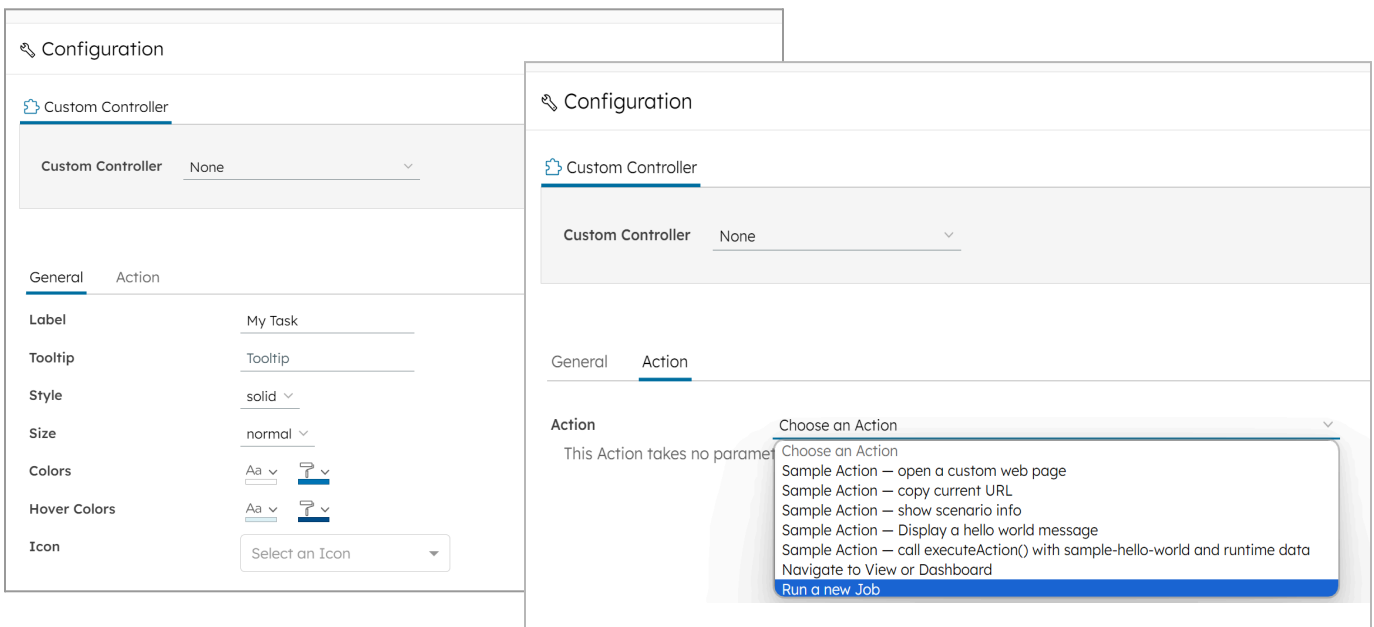 Configuration
Custom Controller
Custom Controller None
General Action
Label My Task
Tooltip Tooltip
Style solid
Size normal
Colors Aa
Hover Colors Aa
Icon Select an Icon
Configuration
Custom Controller
Custom Controller None
General Action
Action Choose an Action
This Action takes no paramet
Choose an Action
Sample Action — open a custom web page
Sample Action — copy current URL
Sample Action — show scenario info
Sample Action — Display a hello world message
Sample Action — call executeAction() with sample-hello-world and runtime data
Navigate to View or Dashboard
Run a new Job